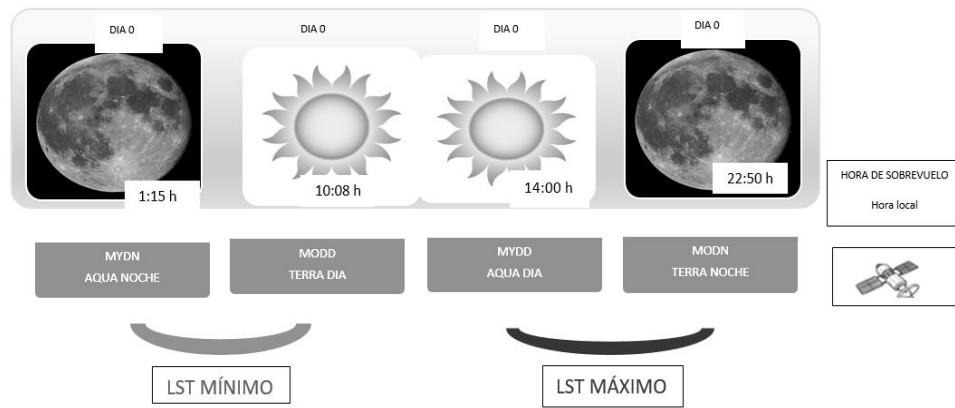 DIA 0
DIA 0
DIA 0
DIA 0
1:15 h
10:08 h
14:00 h
22:50 h
HORA DE SOBREVUELO
Hora local
MYDN
AQUA NOCHE
MODD
TERRA DIA
MYDD
AQUA DIA
MODN
TERRA NOCHE
LST MÍNIMO
LST MÁXIMO